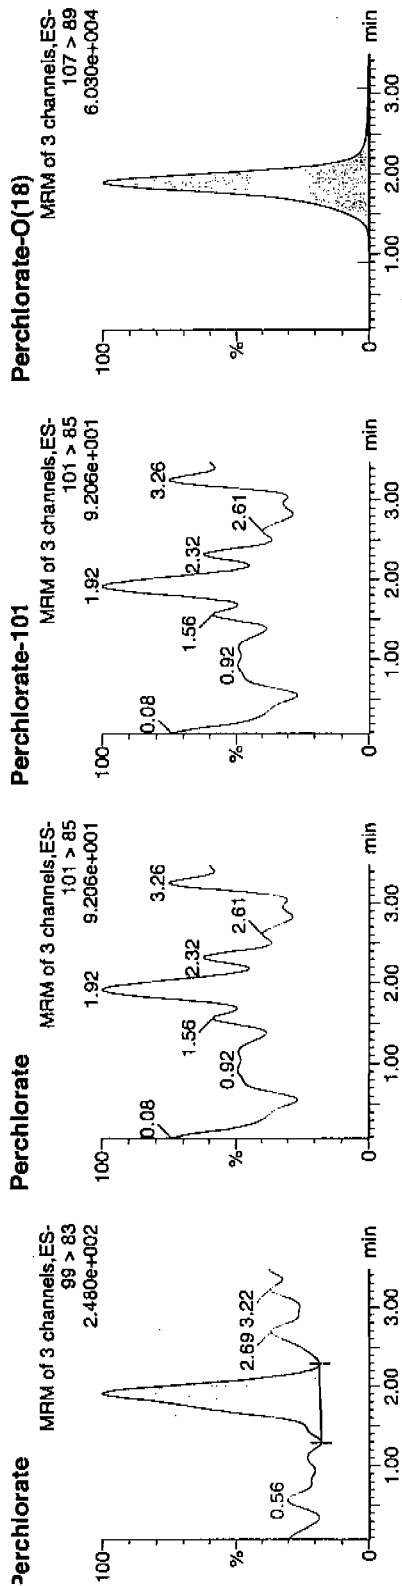 Perchlorate
MRM of 3 channels,ES-
99 > 83
2.480e+002
100
%
0
0.56
2.69
3.22
1.00
2.00
3.00
min
Perchlorate
MRM of 3 channels,ES-
101 > 85
9.206e+001
100
%
0
0.08
0.92
1.56
1.92
2.32
2.61
3.26
1.00
2.00
3.00
min
Perchlorate-101
MRM of 3 channels,ES-
101 > 85
9.206e+001
100
%
0
0.08
0.92
1.56
1.92
2.32
2.61
3.26
1.00
2.00
3.00
min
Perchlorate-O(18)
MRM of 3 channels,ES-
107 > 89
6.030e+004
100
%
0
1.00
2.00
3.00
min